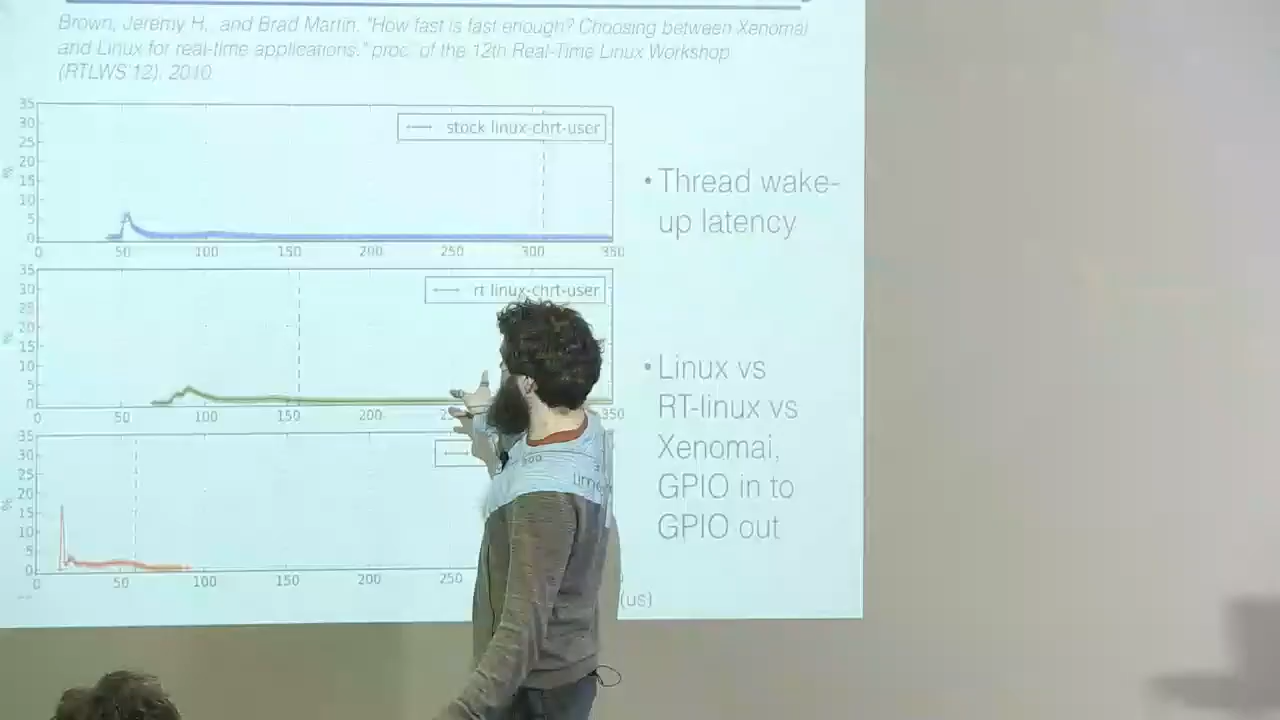 Brown, Jeremy H., and Brad Martin. "How fast is fast enough? Choosing between Xenomai
and Linux for real-time applications." proc. of the 12th Real-Time Linux Workshop
(RTLWS'12). 2010
35
30
25
20
15
10
5
0
%
stock linux-chrt-user
0 50 100 150 200 250 300 350
35
30
25
20
15
10
5
0
%
rt linux-chrt-user
0 50 100 150 200 350
35
30
25
20
15
10
5
0
%
0 50 100 150 200 250
300
time
(us)
• Thread wake-
up latency
• Linux vs
RT-linux vs
Xenomai,
GPIO in to
GPIO out